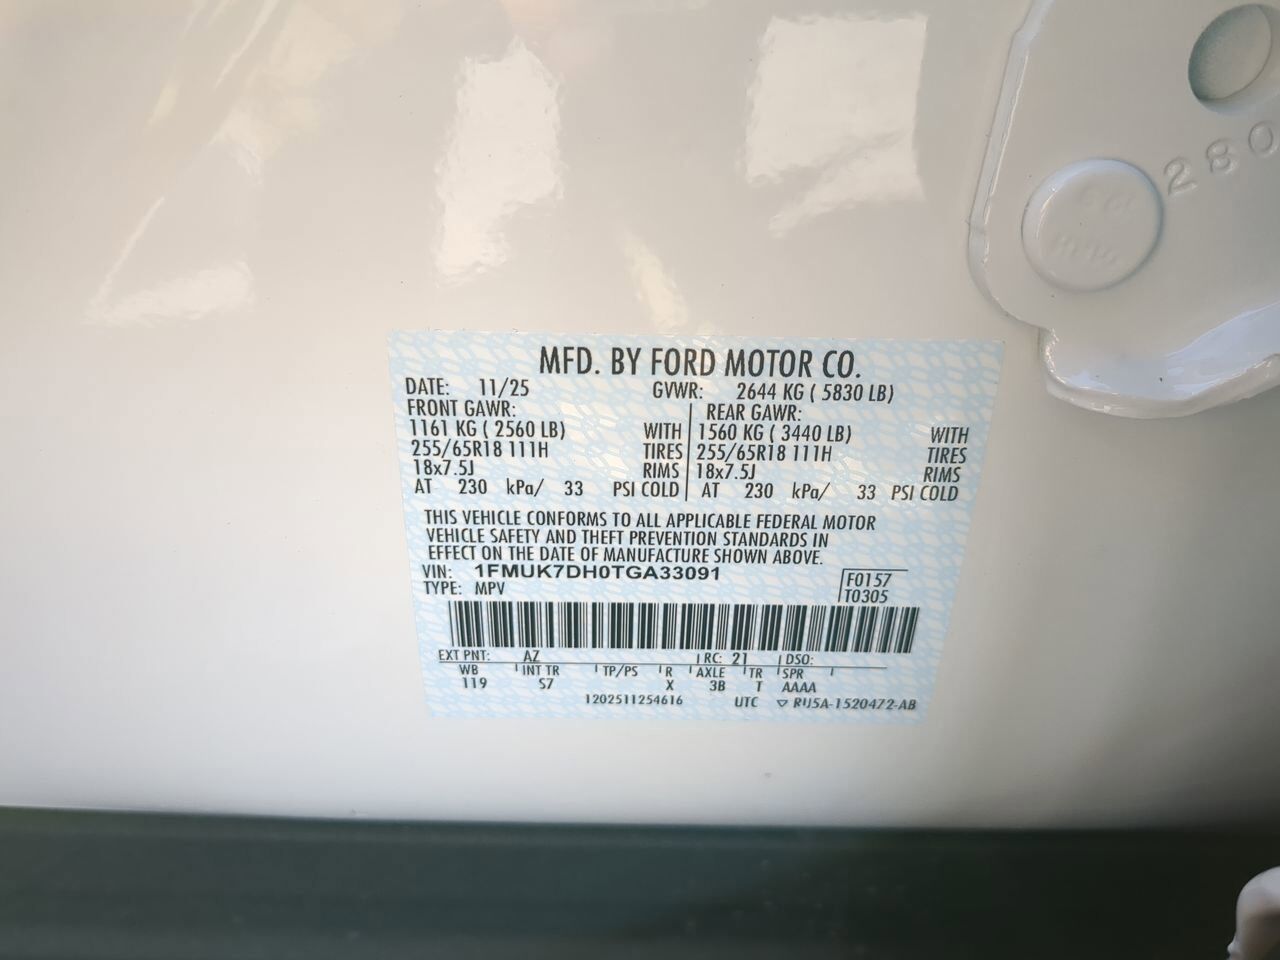 280
MFD. BY FORD MOTOR CO.
DATE: 11/25 GVWR: 2644 KG ( 5830 LB)
FRONT GAWR: REAR GAWR:
1161 KG ( 2560 LB) WITH 1560 KG ( 3440 LB) WITH
255/65R18 111H TIRES 255/65R18 111H TIRES
18x7.5J RIMS 18x7.5J RIMS
AT 230 kPa/ 33 PSI COLD AT 230 kPa/ 33 PSI COLD
THIS VEHICLE CONFORMS TO ALL APPLICABLE FEDERAL MOTOR
VEHICLE SAFETY AND THEFT PREVENTION STANDARDS IN
EFFECT ON THE DATE OF MANUFACTURE SHOWN ABOVE.
VIN: 1FMUK7DH0TGA33091 F0157
TYPE: MPV T0305
EXT PNT: AZ RC: 21 DSO:
WB INT TR TP/PS R AXLE TR SPR
119 S7 X 3B T AAAA
1202511254616 UTC ▽ RU5A-1520472-AB